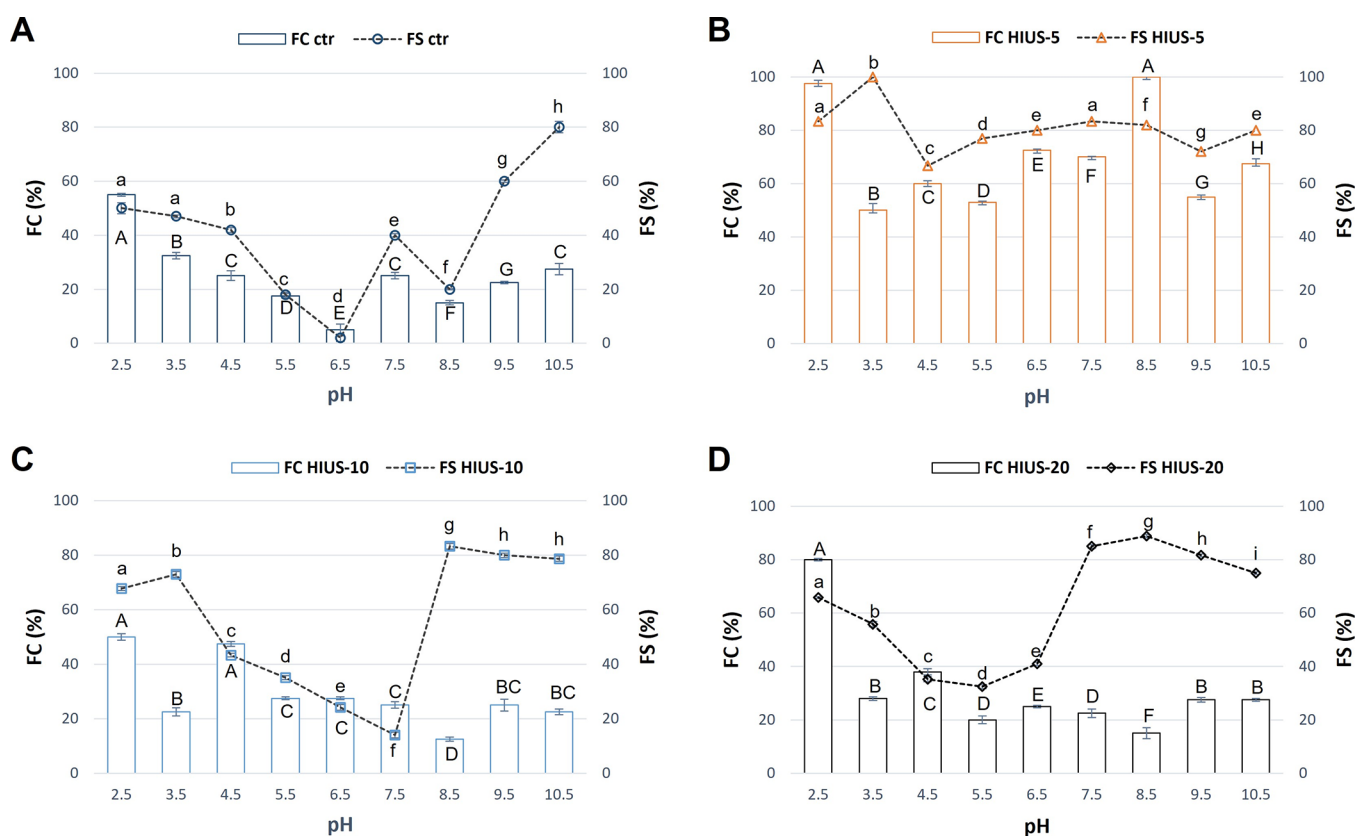 A
FC ctr FS ctr
100 100
80 80
60 60
40 40
20 20
0 0
FC (%)
FS (%)
a a b c d e f g h
A B C D E C F G C
2.5 3.5 4.5 5.5 6.5 7.5 8.5 9.5 10.5
pH
B
FC HIUS-5 FS HIUS-5
100 100
80 80
60 60
40 40
20 20
0 0
FC (%)
FS (%)
a b c d e a f g e
A B C D E F A G H
2.5 3.5 4.5 5.5 6.5 7.5 8.5 9.5 10.5
pH
C
FC HIUS-10 FS HIUS-10
100 100
80 80
60 60
40 40
20 20
0 0
FC (%)
FS (%)
a b c d e f g h h
A B A C C C D BC BC
2.5 3.5 4.5 5.5 6.5 7.5 8.5 9.5 10.5
pH
D
FC HIUS-20 FS HIUS-20
100 100
80 80
60 60
40 40
20 20
0 0
FC (%)
FS (%)
a b c d e f g h i
A B C D E D F B B
2.5 3.5 4.5 5.5 6.5 7.5 8.5 9.5 10.5
pH